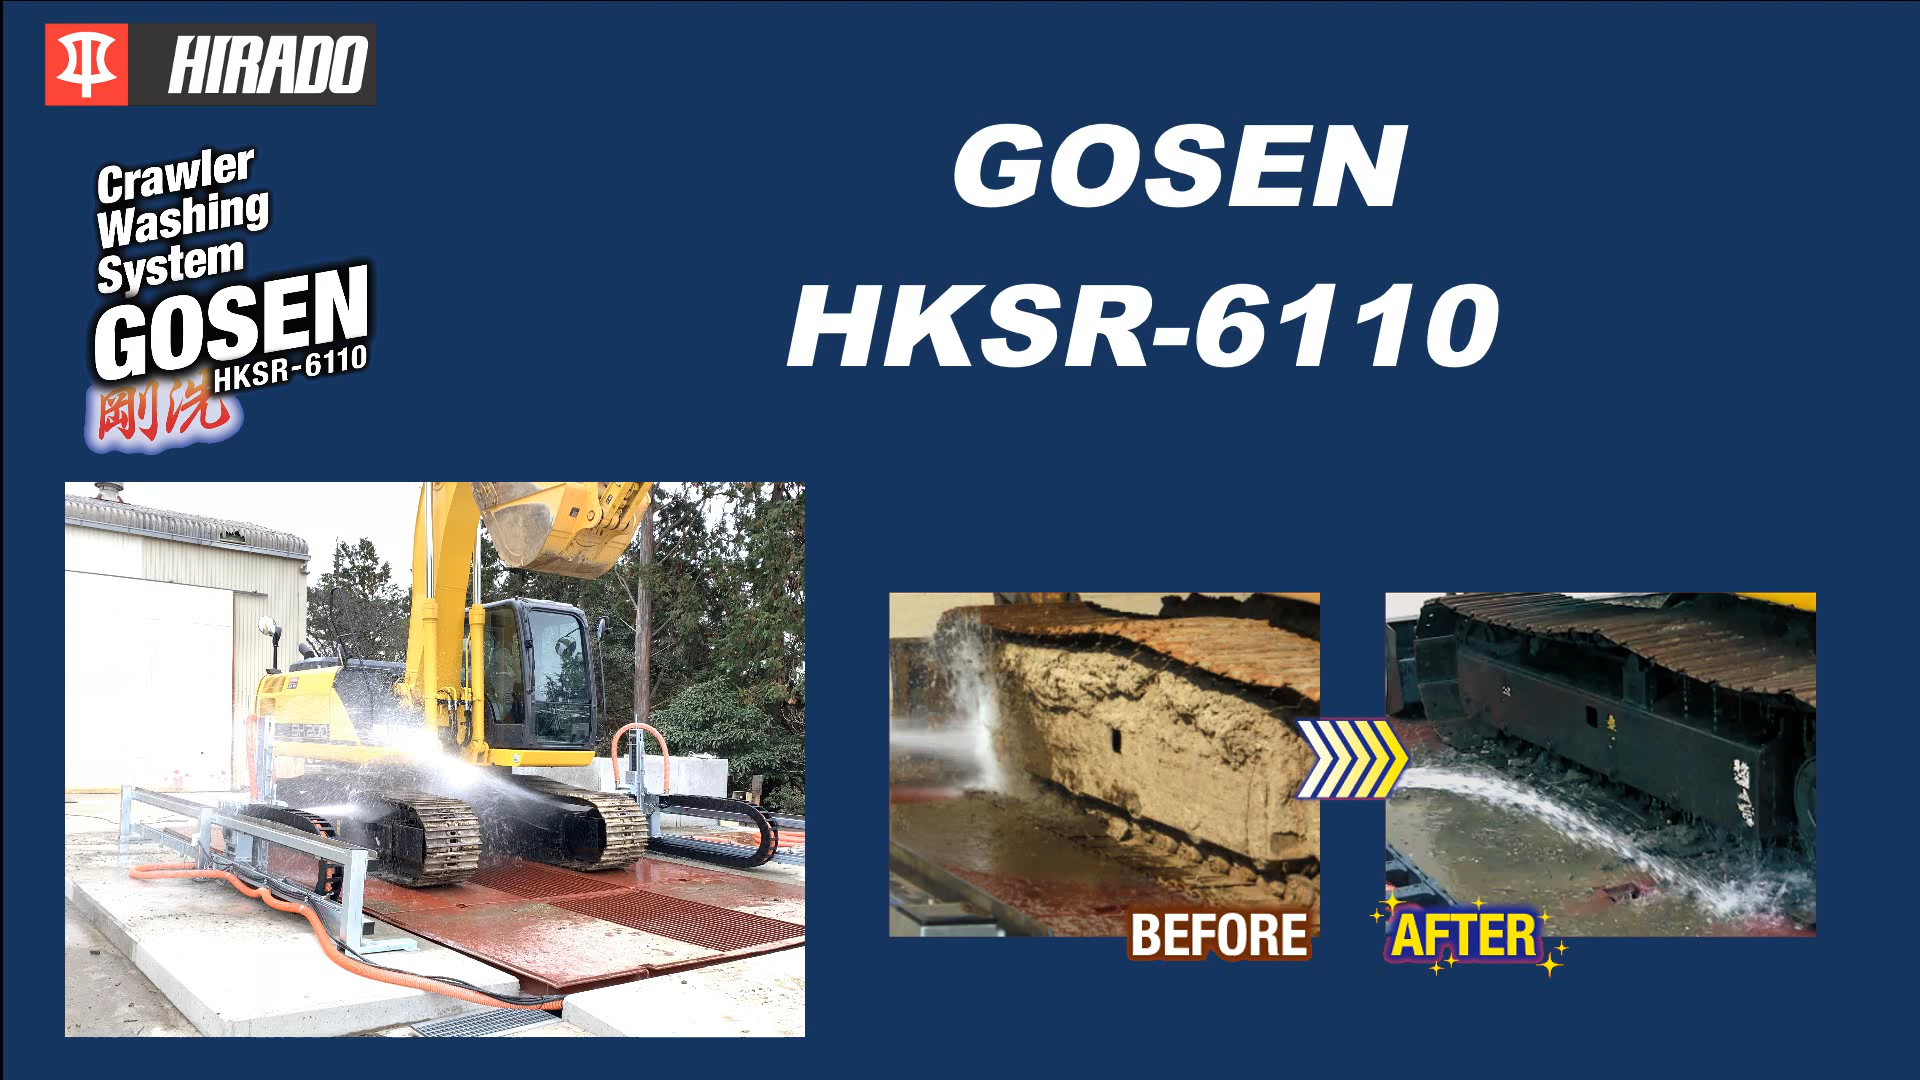 HIRADO
Crawler
Washing
System
GOSEN
HKSR-6110
剛洗
GOSEN
HKSR-6110
BEFORE
AFTER